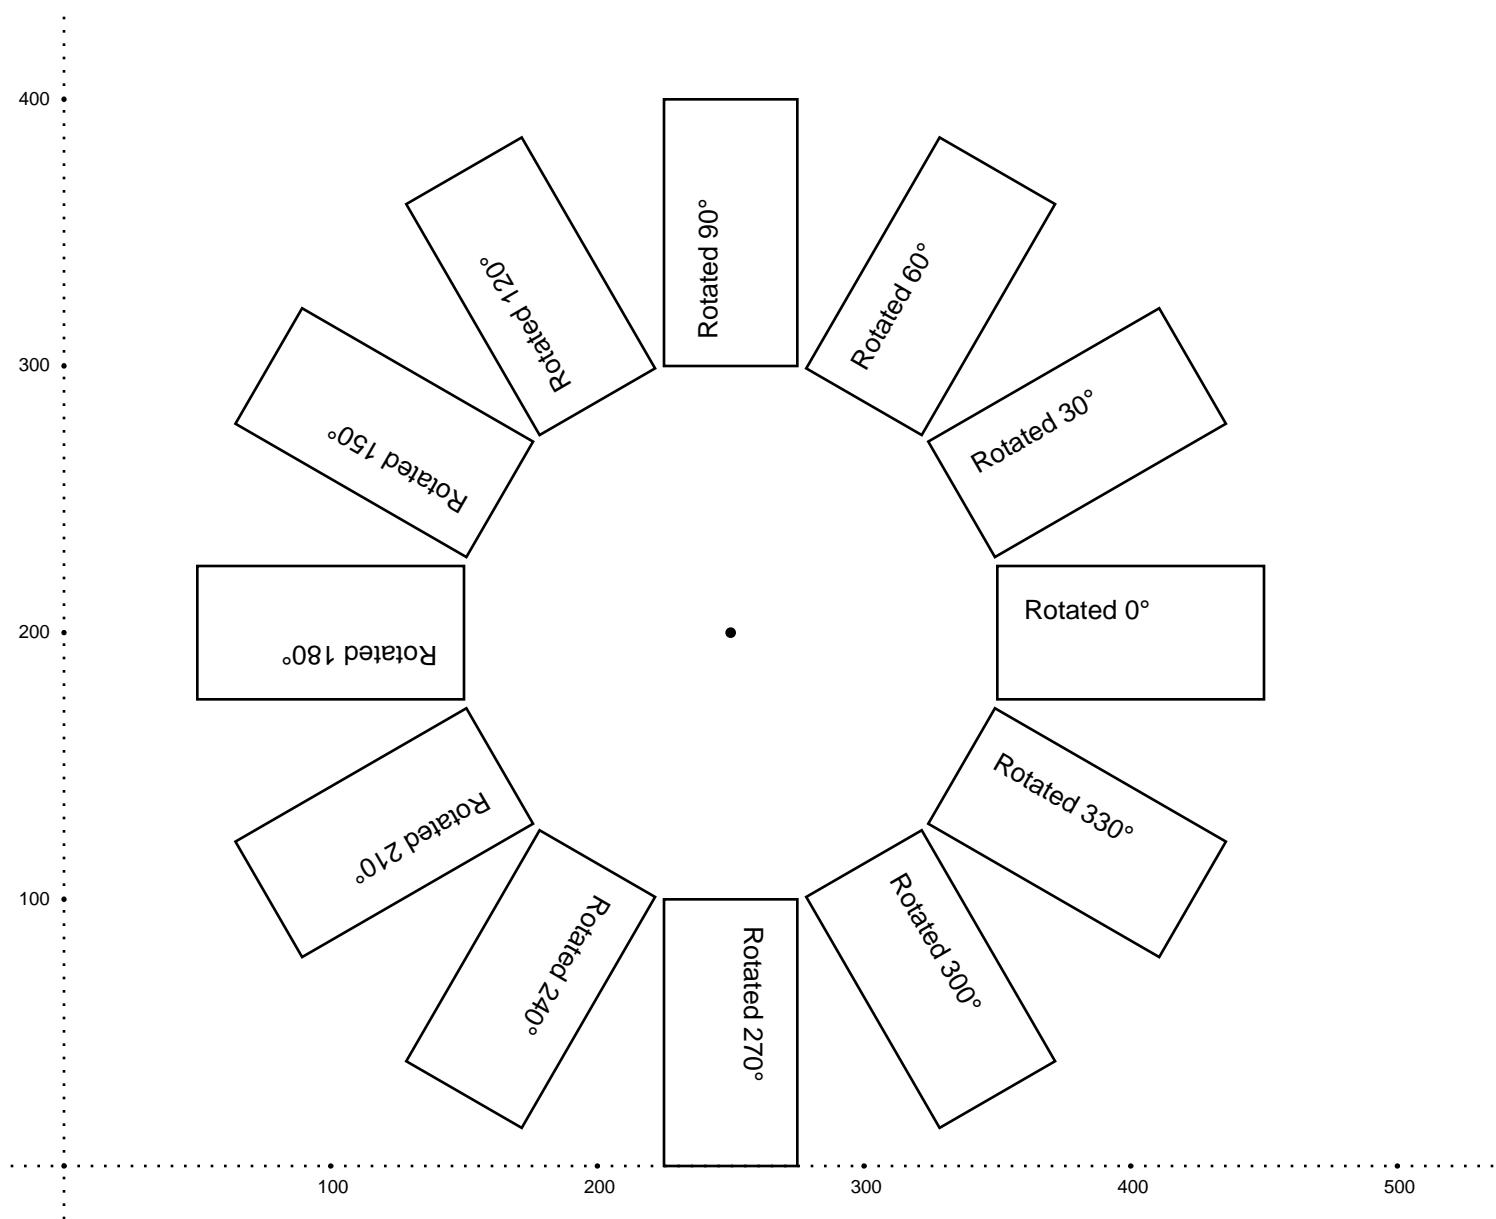 400
Rotated 90°
Rotated 120°
Rotated 60°
300
Rotated 150°
Rotated 30°
200
Rotated 180°
Rotated 0°
Rotated 210°
Rotated 330°
100
Rotated 240°
Rotated 270°
Rotated 300°
100
200
300
400
500